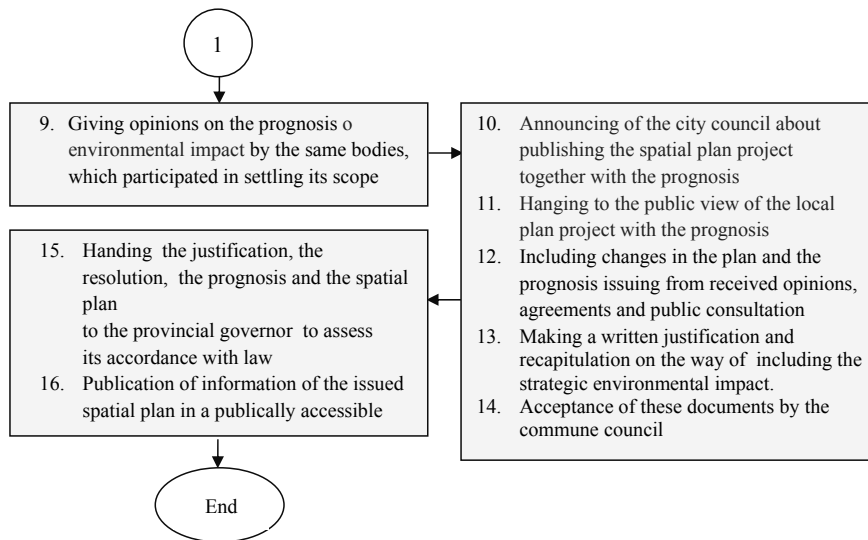 1
9. Giving opinions on the prognosis o
environmental impact by the same bodies,
which participated in settling its scope
10. Announcing of the city council about
publishing the spatial plan project
together with the prognosis
11. Hanging to the public view of the local
plan project with the prognosis
12. Including changes in the plan and the
prognosis issuing from received opinions,
agreements and public consultation
13. Making a written justification and
recapitulation on the way of including the
strategic environmental impact.
14. Acceptance of these documents by the
commune council
15. Handing the justification, the
resolution, the prognosis and the spatial
plan
to the provincial governor to assess
its accordance with law
16. Publication of information of the issued
spatial plan in a publically accessible
End